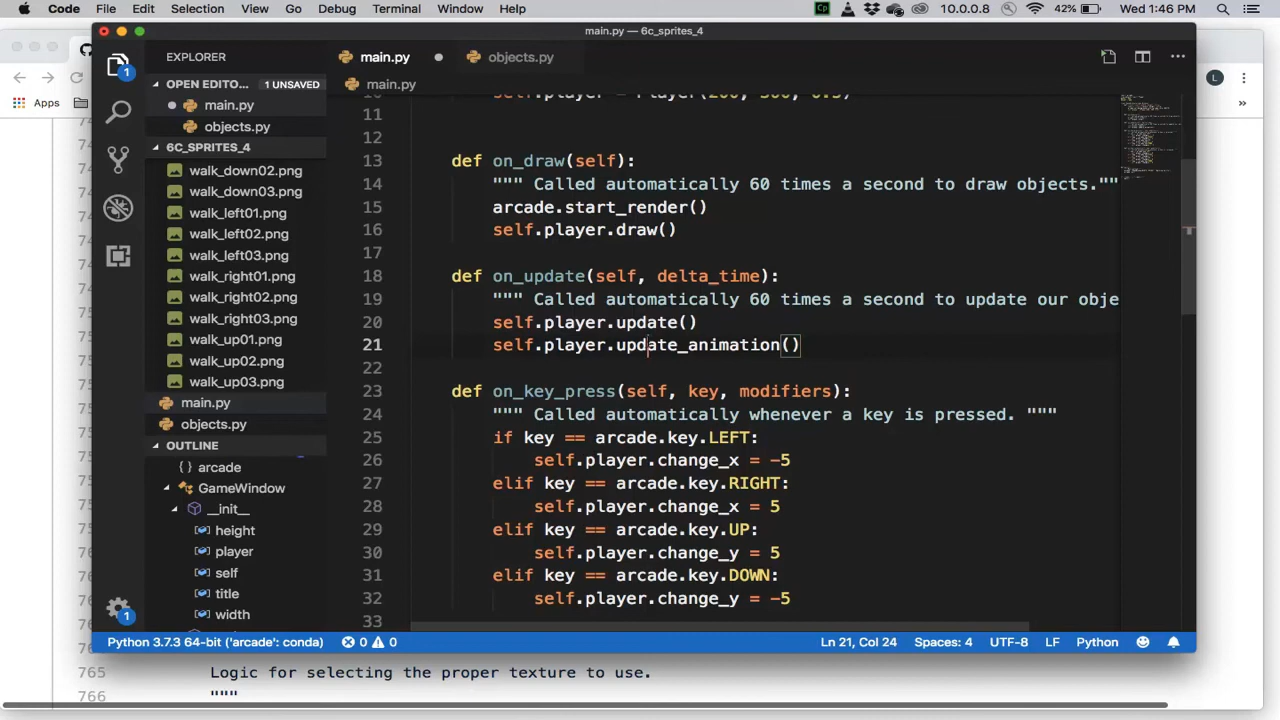 Code File Edit Selection View Go Debug Terminal Window Help 10.0.0.8 42% Wed 1:46 PM
main.py — 6c_sprites_4
EXPLORER
main.py
objects.py
OPEN EDITO... 1 UNSAVED
main.py
objects.py
6C_SPRITES_4
walk_down02.png
walk_down03.png
walk_left01.png
walk_left02.png
walk_left03.png
walk_right01.png
walk_right02.png
walk_right03.png
walk_up01.png
walk_up02.png
walk_up03.png
main.py
objects.py
OUTLINE
arcade
GameWindow
__init__
height
player
self
title
width
main.py
11
12
13 def on_draw(self):
14 """ Called automatically 60 times a second to draw objects."""
15 arcade.start_render()
16 self.player.draw()
17
18 def on_update(self, delta_time):
19 """ Called automatically 60 times a second to update our obje
20 self.player.update()
21 self.player.update_animation()
22
23 def on_key_press(self, key, modifiers):
24 """ Called automatically whenever a key is pressed. """
25 if key == arcade.key.LEFT:
26 self.player.change_x = -5
27 elif key == arcade.key.RIGHT:
28 self.player.change_x = 5
29 elif key == arcade.key.UP:
30 self.player.change_y = 5
31 elif key == arcade.key.DOWN:
32 self.player.change_y = -5
33
Python 3.7.3 64-bit ('arcade': conda) 0 0 Ln 21, Col 24 Spaces: 4 UTF-8 LF Python
Apps
L
765 Logic for selecting the proper texture to use.
766 """